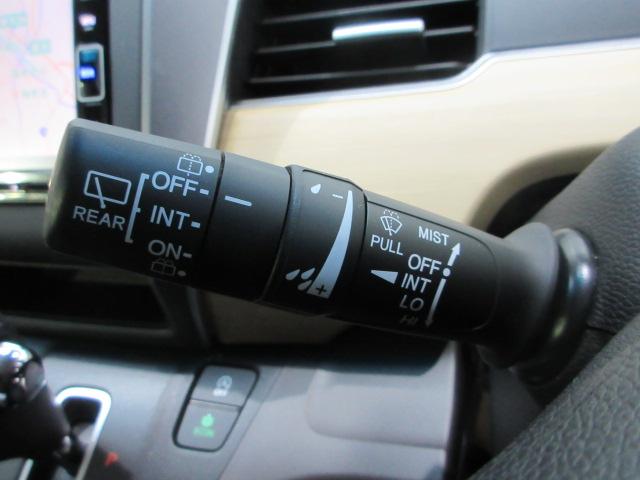 OFF
REAR
INT
ON
- +
MIST
PULL
OFF
INT
LO
HI